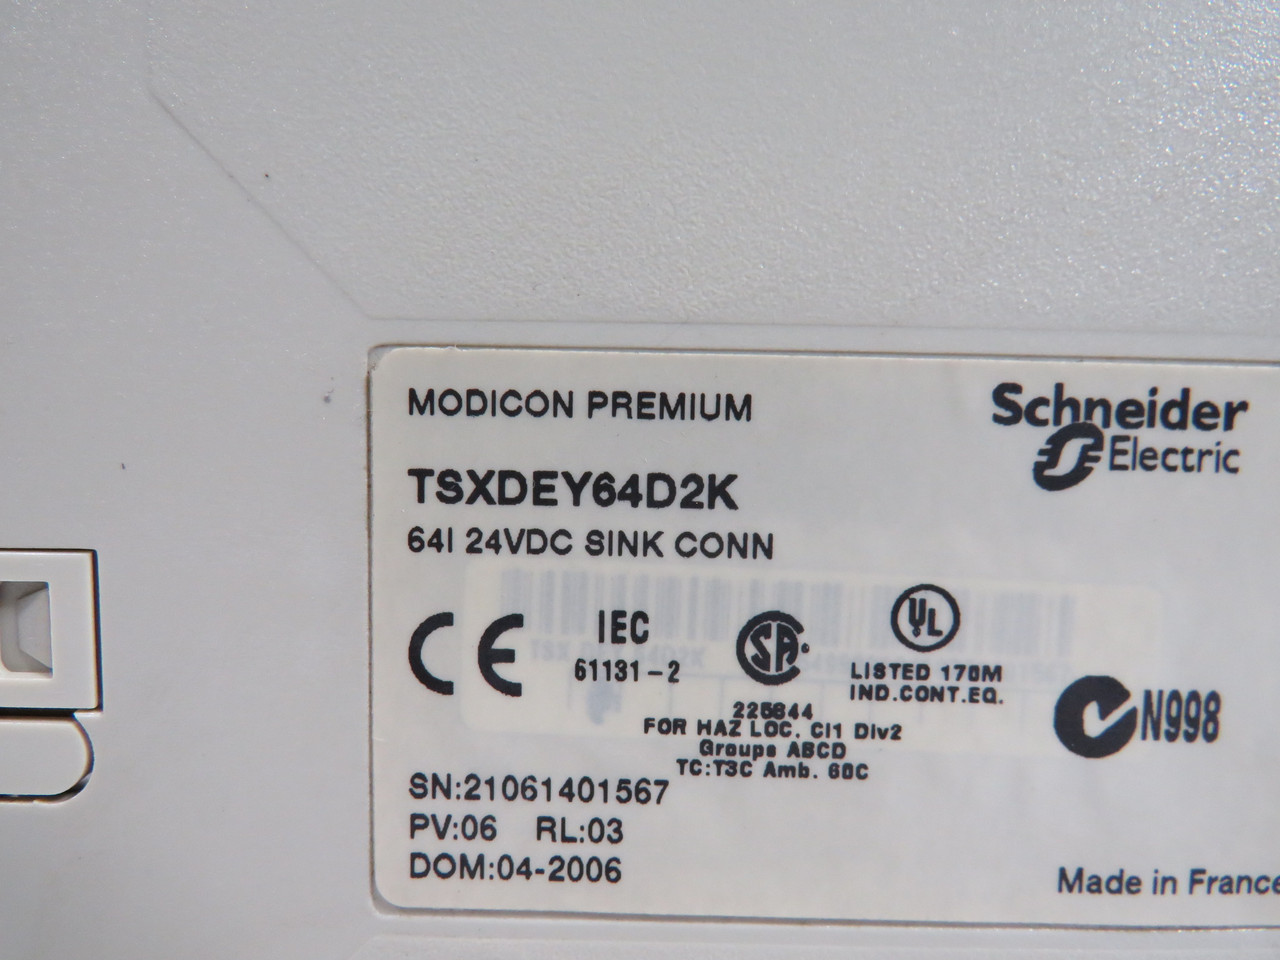 MODICON PREMIUM
Schneider
Electric
TSXDEY64D2K
64I 24VDC SINK CONN
CE
IEC
61131-2
SA
UL
LISTED 170M
IND.CONT.EQ.
225644
FOR HAZ LOC. Cl1 Div2
Groups ABCD
TC:T3C Amb. 60C
N998
SN:21061401567
PV:06 RL:03
DOM:04-2006
Made in France